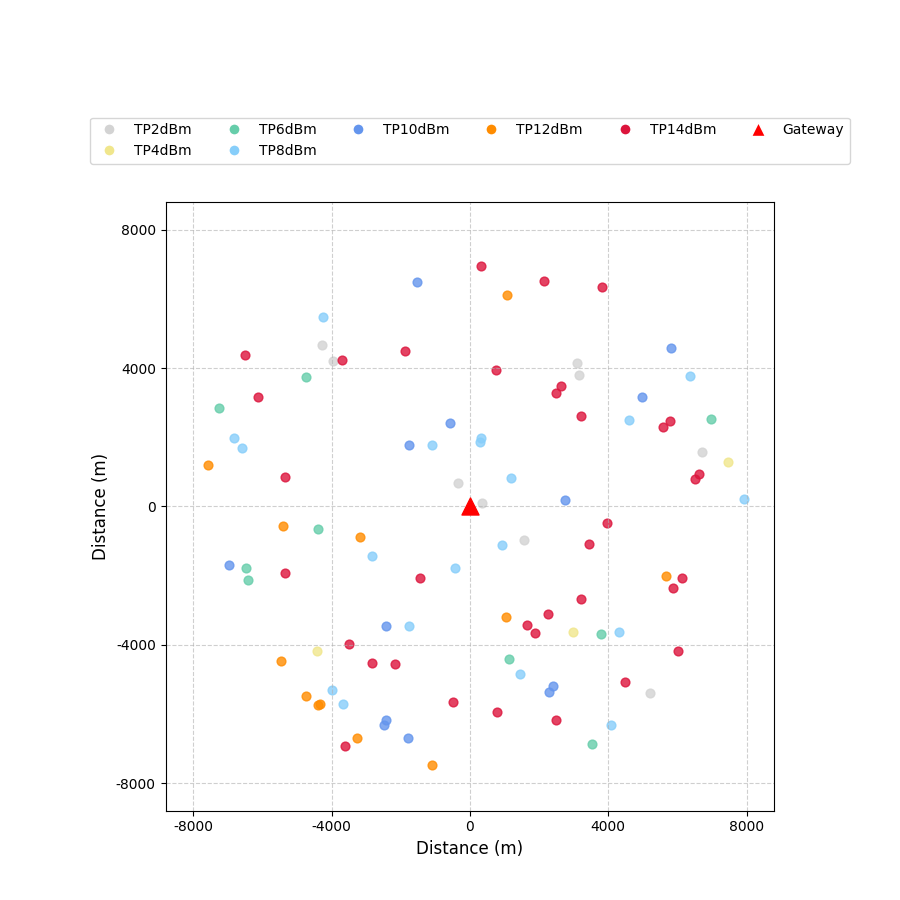 TP2dBm TP6dBm TP10dBm TP12dBm TP14dBm Gateway
TP4dBm TP8dBm
8000
4000
0
-4000
-8000
Distance (m)
-8000 -4000 0 4000 8000
Distance (m)